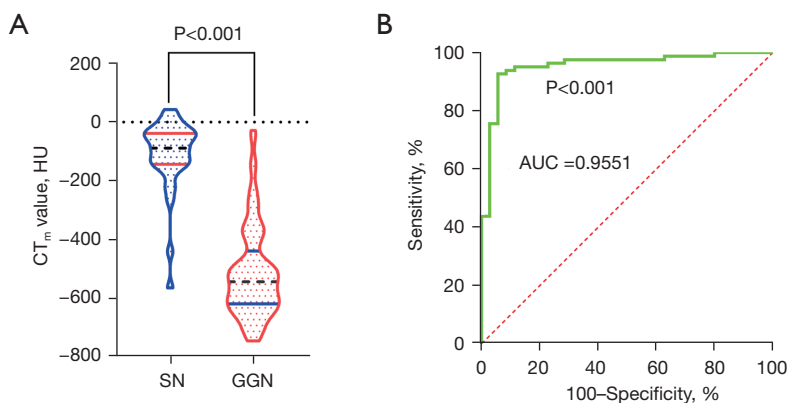 A
P<0.001
200
0
−200
−400
−600
−800
CTm value, HU
SN
GGN
B
100
80
60
40
20
0
Sensitivity, %
P<0.001
AUC =0.9551
0
20
40
60
80
100
100–Specificity, %